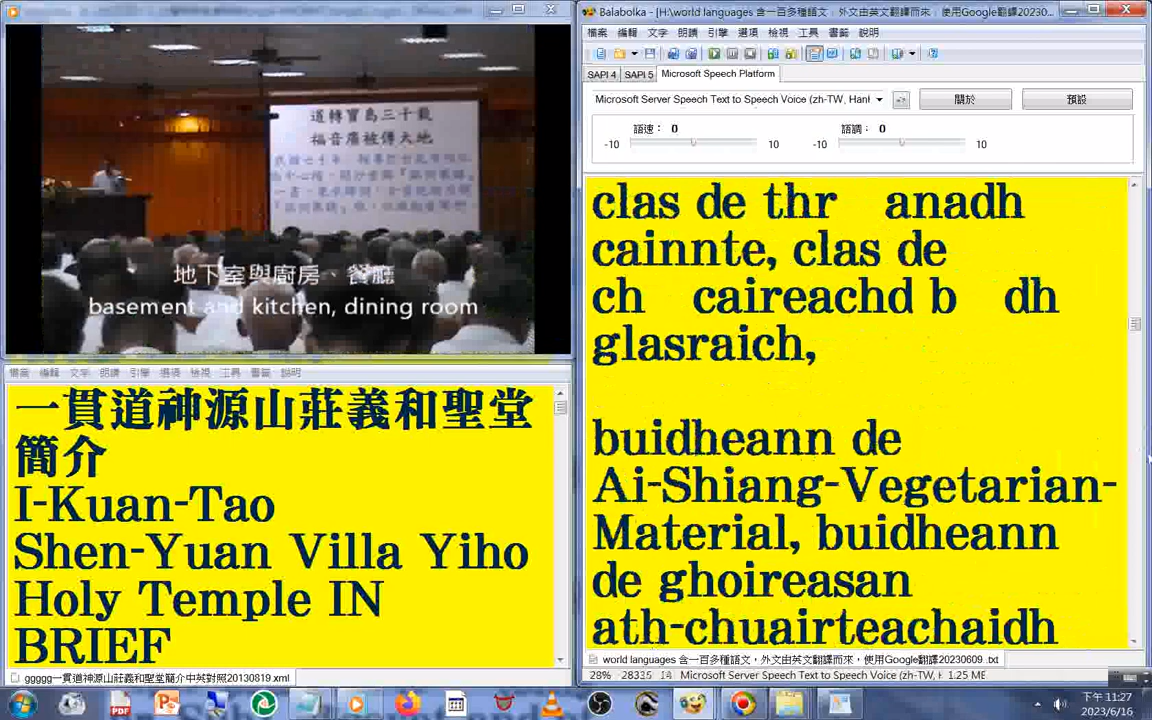 Balabolka - [H:\world languages 含一百多種語文，外文由英文翻譯而來，使用Google翻譯20230...
檔案 編輯 文字 朗讀 引擎 選項 檢視 工具 書籤 說明
SAPI 4 SAPI 5 Microsoft Speech Platform
Microsoft Server Speech Text to Speech Voice (zh-TW, Hanl
關於
預設
語速： 0
語調： 0
-10 10 -10 10
道轉寶島三十載
福音廣被傳天地
地下室與廚房、餐廳
basement and kitchen, dining room
clas de thr anadh
cainnte, clas de
ch caireachd b dh
glasraich,
buidheann de
Ai-Shiang-Vegetarian-
Material, buidheann
de ghoireasan
ath-chuairteachaidh
檔案 編輯 文字 朗讀 引擎 選項 檢視 工具 書籤 說明
一貫道神源山莊義和聖堂
簡介
I-Kuan-Tao
Shen-Yuan Villa Yiho
Holy Temple IN
BRIEF
world languages 含一百多種語文，外文由英文翻譯而來，使用Google翻譯20230609 .txt
ggggg一貫道神源山莊義和聖堂簡介中英對照20130819.xml
28% 28335 14 Microsoft Server Speech Text to Speech Voice (zh-TW, H 1.25 MB
下午 11:27
2023/6/16